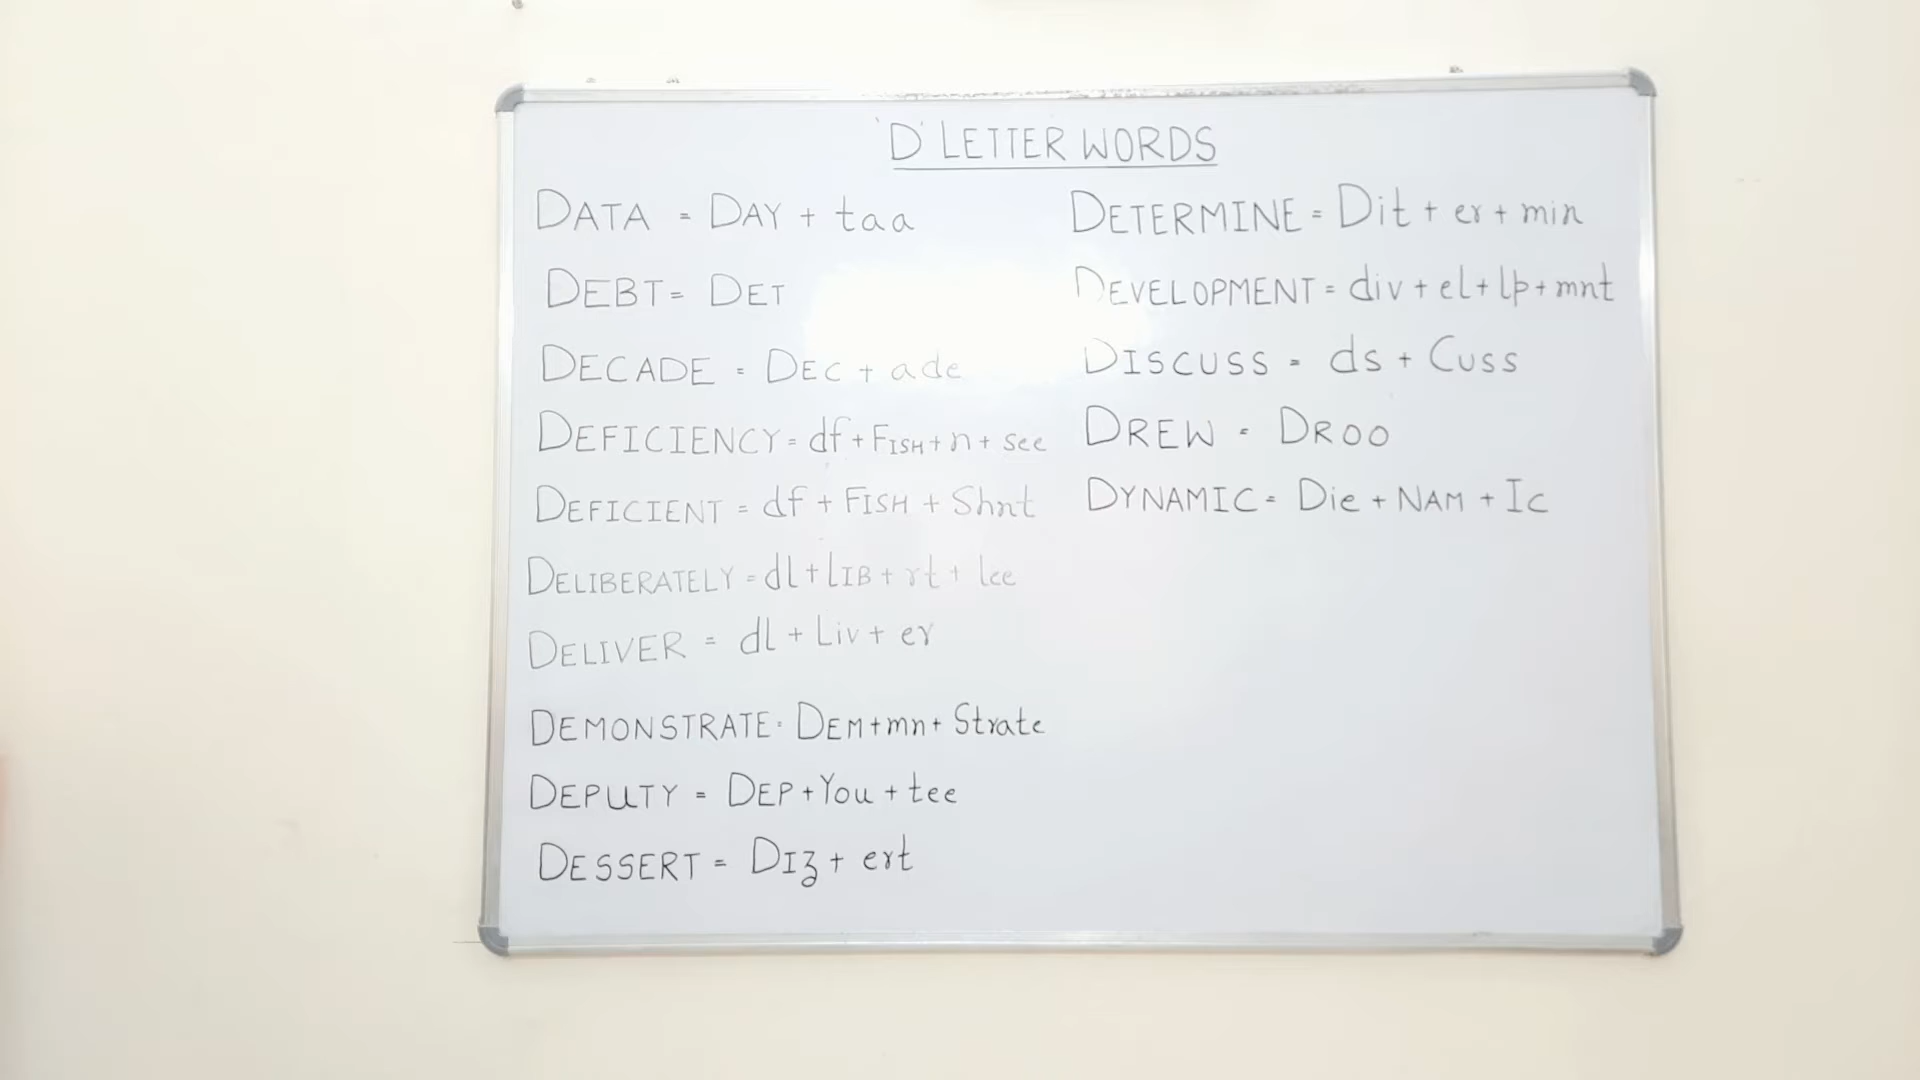 'D' LETTER WORDS
DATA = DAY + taa
DEBT = DET
DECADE = DEC + ade
DEFICIENCY = df + FISH + n + see
DEFICIENT = df + FISH + Shnt
DELIBERATELY = dl + LIB + rt + lee
DELIVER = dl + Liv + er
DEMONSTRATE = DEM + mn + Strate
DEPUTY = DEP + You + tee
DESSERT = DIz + ert
DETERMINE = Dit + er + min
DEVELOPMENT = div + el + lp + mnt
DISCUSS = ds + Cuss
DREW = DROO
DYNAMIC = Die + NAM + Ic